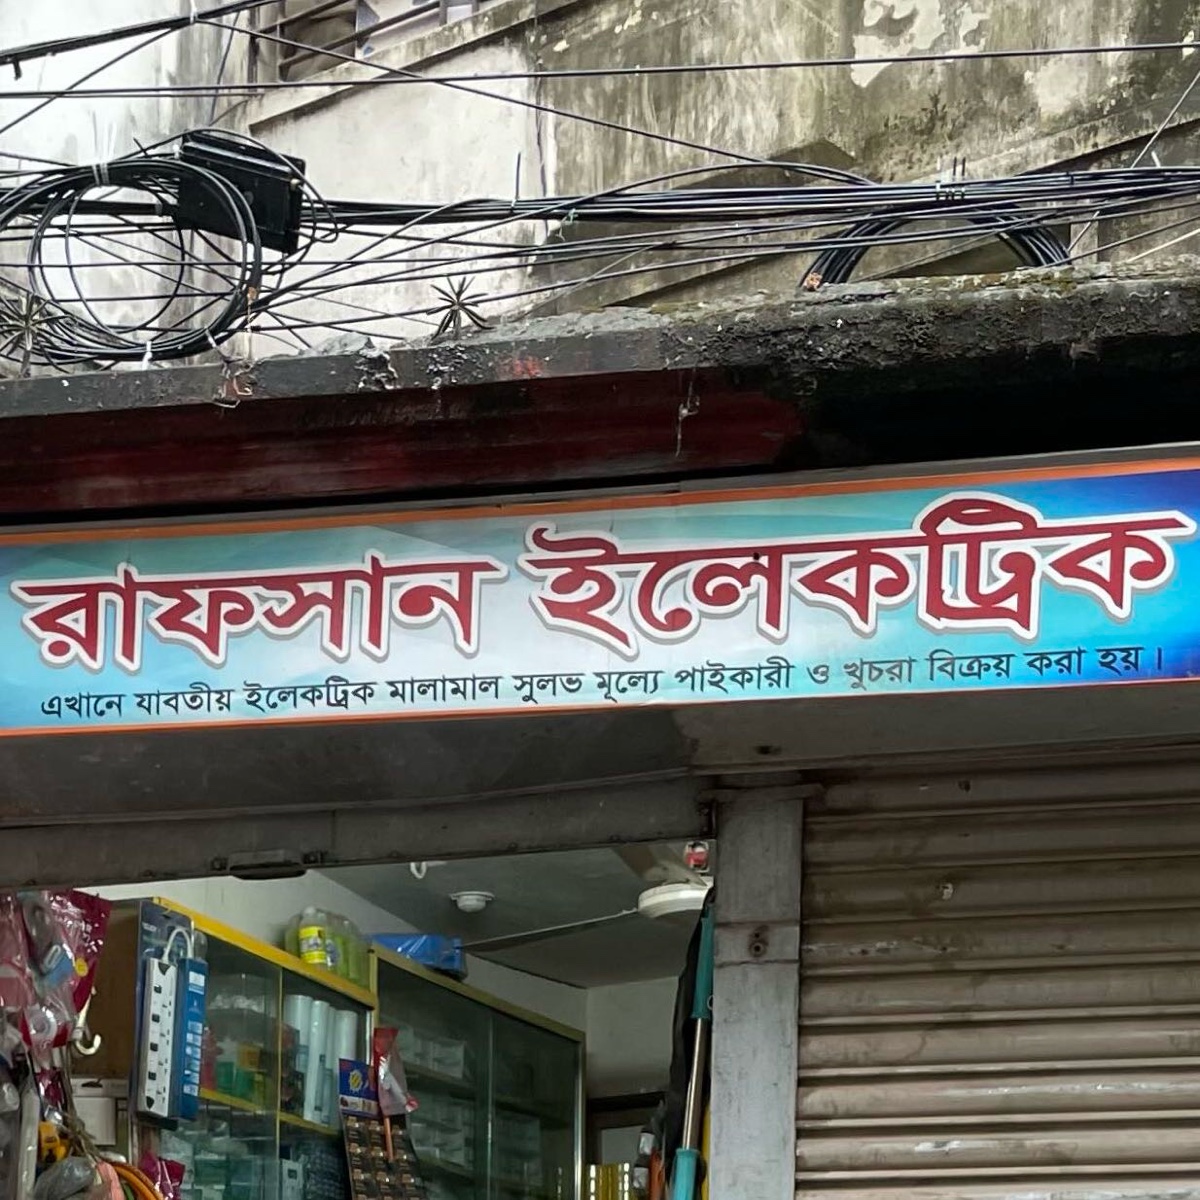 রাফসান ইলেকট্রিক
এখানে যাবতীয় ইলেকট্রিক মালামাল সুলভ মূল্যে পাইকারী ও খুচরা বিক্রয় করা হয়।